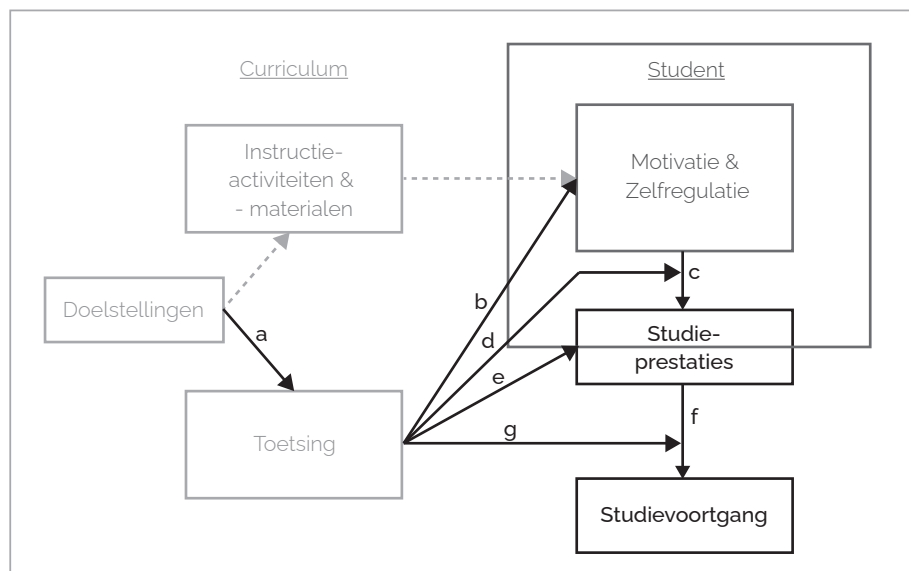 Curriculum
Student
Instructie-
activiteiten &
- materialen
Motivatie &
Zelfregulatie
Doelstellingen
a
b
c
d
e
Studie-
prestaties
Toetsing
g
f
Studievoortgang